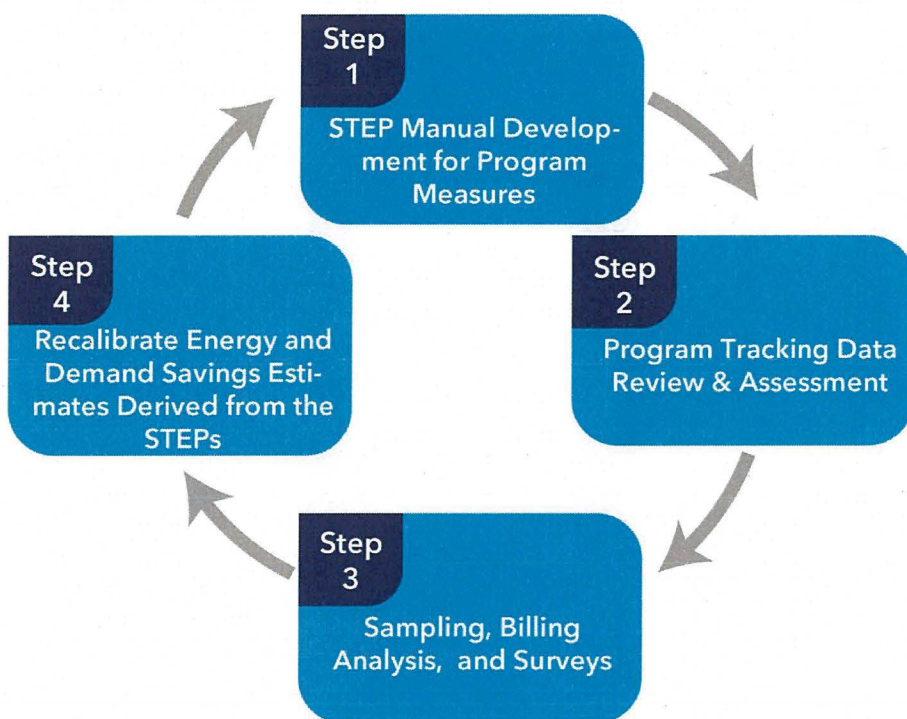 Step
1
STEP Manual Develop-
ment for Program
Measures
Step
2
Program Tracking Data
Review & Assessment
Step
3
Sampling, Billing
Analysis, and Surveys
Step
4
Recalibrate Energy and
Demand Savings Esti-
mates Derived from the
STEPs